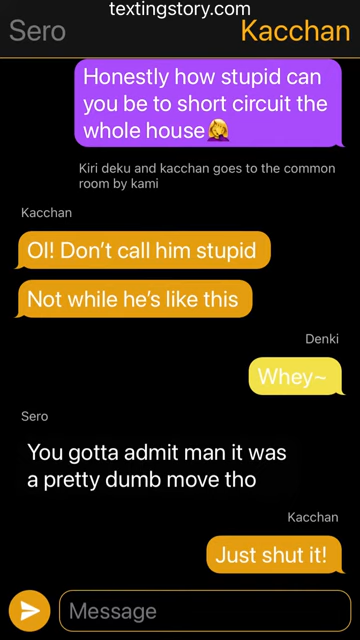 textingstory.com
Sero
Kacchan
Honestly how stupid can
you be to short circuit the
whole house🤦‍♀️
Kiri deku and kacchan goes to the common
room by kami
Kacchan
OI! Don’t call him stupid
Not while he’s like this
Denki
Whey~
Sero
You gotta admit man it was
a pretty dumb move tho
Kacchan
Just shut it!
Message